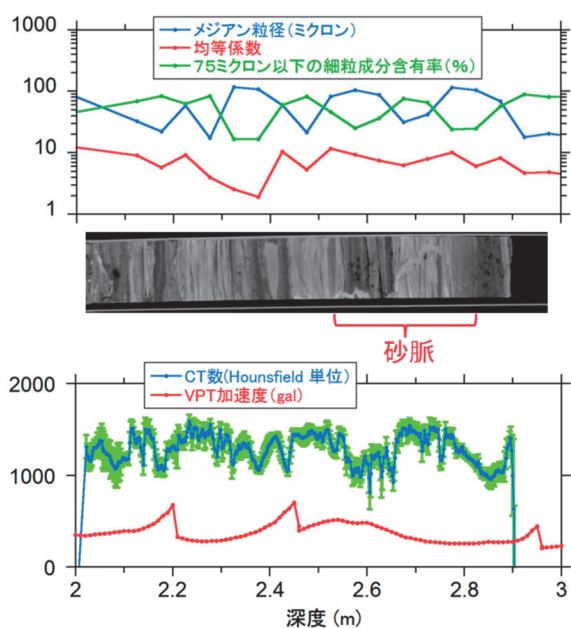 メジアン粒径(ミクロン)
均等係数
75ミクロン以下の細粒成分含有率(%)
1000
100
10
1
砂脈
CT数(Hounsfield 単位)
VPT加速度(gal)
2000
1000
0
2 2.2 2.4 2.6 2.8 3
深度 (m)